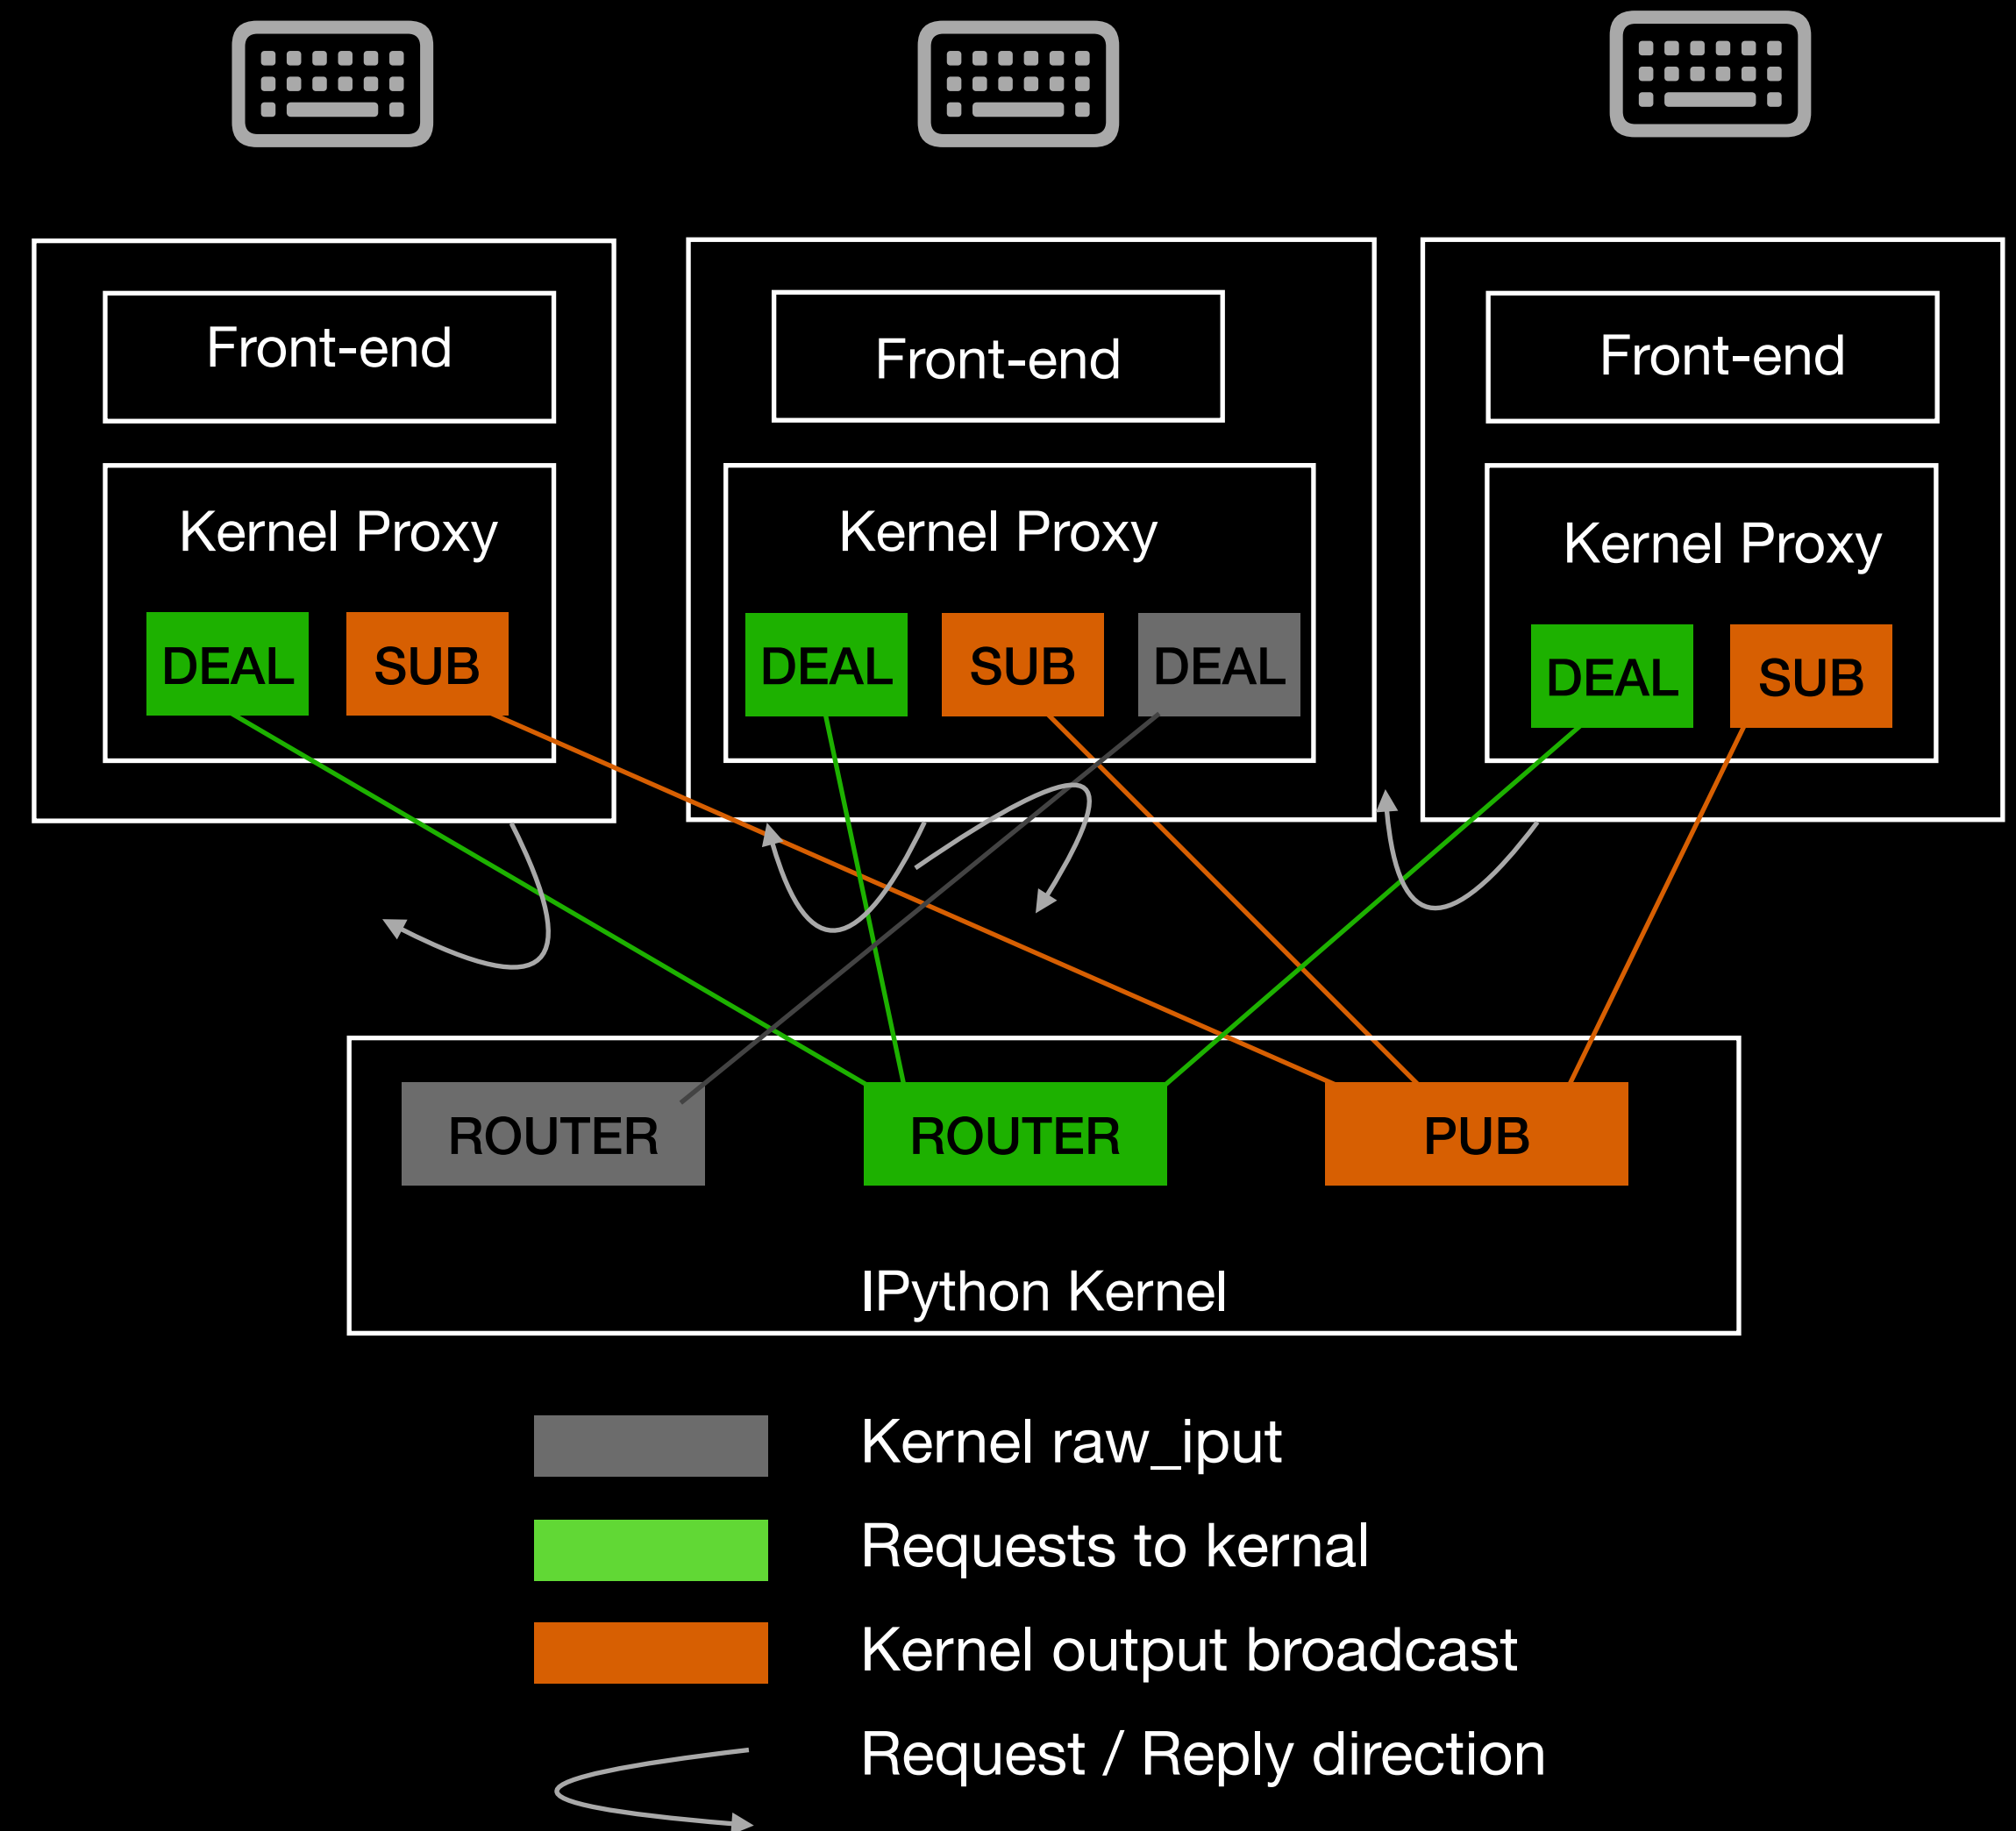 Front-end
Front-end
Front-end
Kernel Proxy
Kernel Proxy
Kernel Proxy
DEAL
SUB
DEAL
SUB
DEAL
DEAL
SUB
ROUTER
ROUTER
PUB
IPython Kernel
Kernel raw_iput
Requests to kernal
Kernel output broadcast
Request / Reply direction